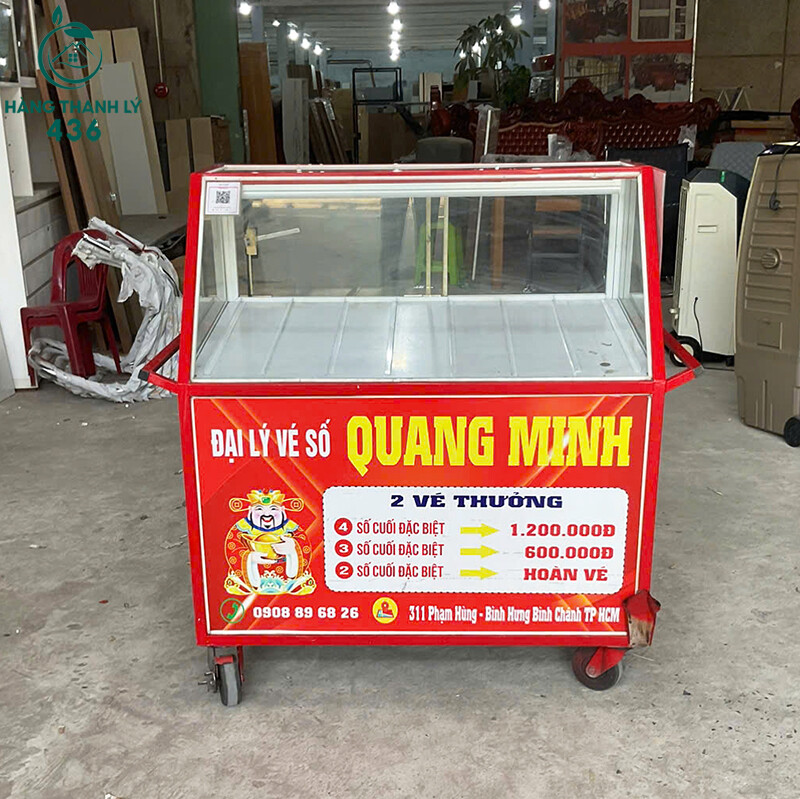 HÀNG THANH LÝ
436
ĐẠI LÝ VÉ SỐ QUANG MINH
2 VÉ THƯỞNG
4 SỐ CUỐI ĐẶC BIỆT 1.200.000Đ
3 SỐ CUỐI ĐẶC BIỆT 600.000Đ
2 SỐ CUỐI ĐẶC BIỆT HOÀN VÉ
0908 89 68 26 311 Phạm Hùng - Bình Hưng Bình Chánh TP HCM